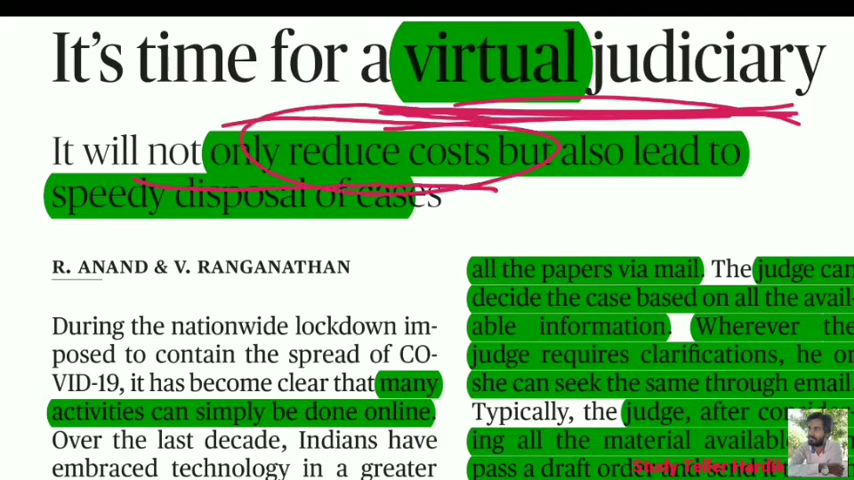 It's time for a virtual judiciary
It will not only reduce costs but also lead to
speedy disposal of cases
R. ANAND & V. RANGANATHAN
During the nationwide lockdown im-
posed to contain the spread of CO-
VID-19, it has become clear that many
activities can simply be done online.
Over the last decade, Indians have
embraced technology in a greater
all the papers via mail. The judge can
decide the case based on all the avail-
able information. Wherever the
judge requires clarifications, he or
she can seek the same through email.
Typically, the judge, after
ing all the material
pass a draft order and send
Study Teller Hardik